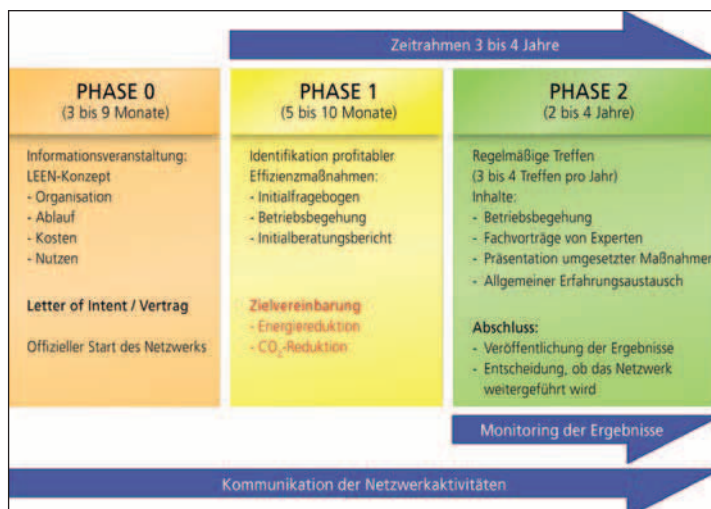 Zeitrahmen 3 bis 4 Jahre
PHASE 0
(3 bis 9 Monate)
Informationsveranstaltung:
LEEN-Konzept
- Organisation
- Ablauf
- Kosten
- Nutzen
Letter of Intent / Vertrag
Offizieller Start des Netzwerks
PHASE 1
(5 bis 10 Monate)
Identifikation profitabler
Effizienzmaßnahmen:
- Initialfragebogen
- Betriebsbegehung
- Initialberatungsbericht
Zielvereinbarung
- Energiereduktion
- CO₂-Reduktion
PHASE 2
(2 bis 4 Jahre)
Regelmäßige Treffen
(3 bis 4 Treffen pro Jahr)
Inhalte:
- Betriebsbegehung
- Fachvorträge von Experten
- Präsentation umgesetzter Maßnahmen
- Allgemeiner Erfahrungsaustausch
Abschluss:
- Veröffentlichung der Ergebnisse
- Entscheidung, ob das Netzwerk
weitergeführt wird
Monitoring der Ergebnisse
Kommunikation der Netzwerkaktivitäten